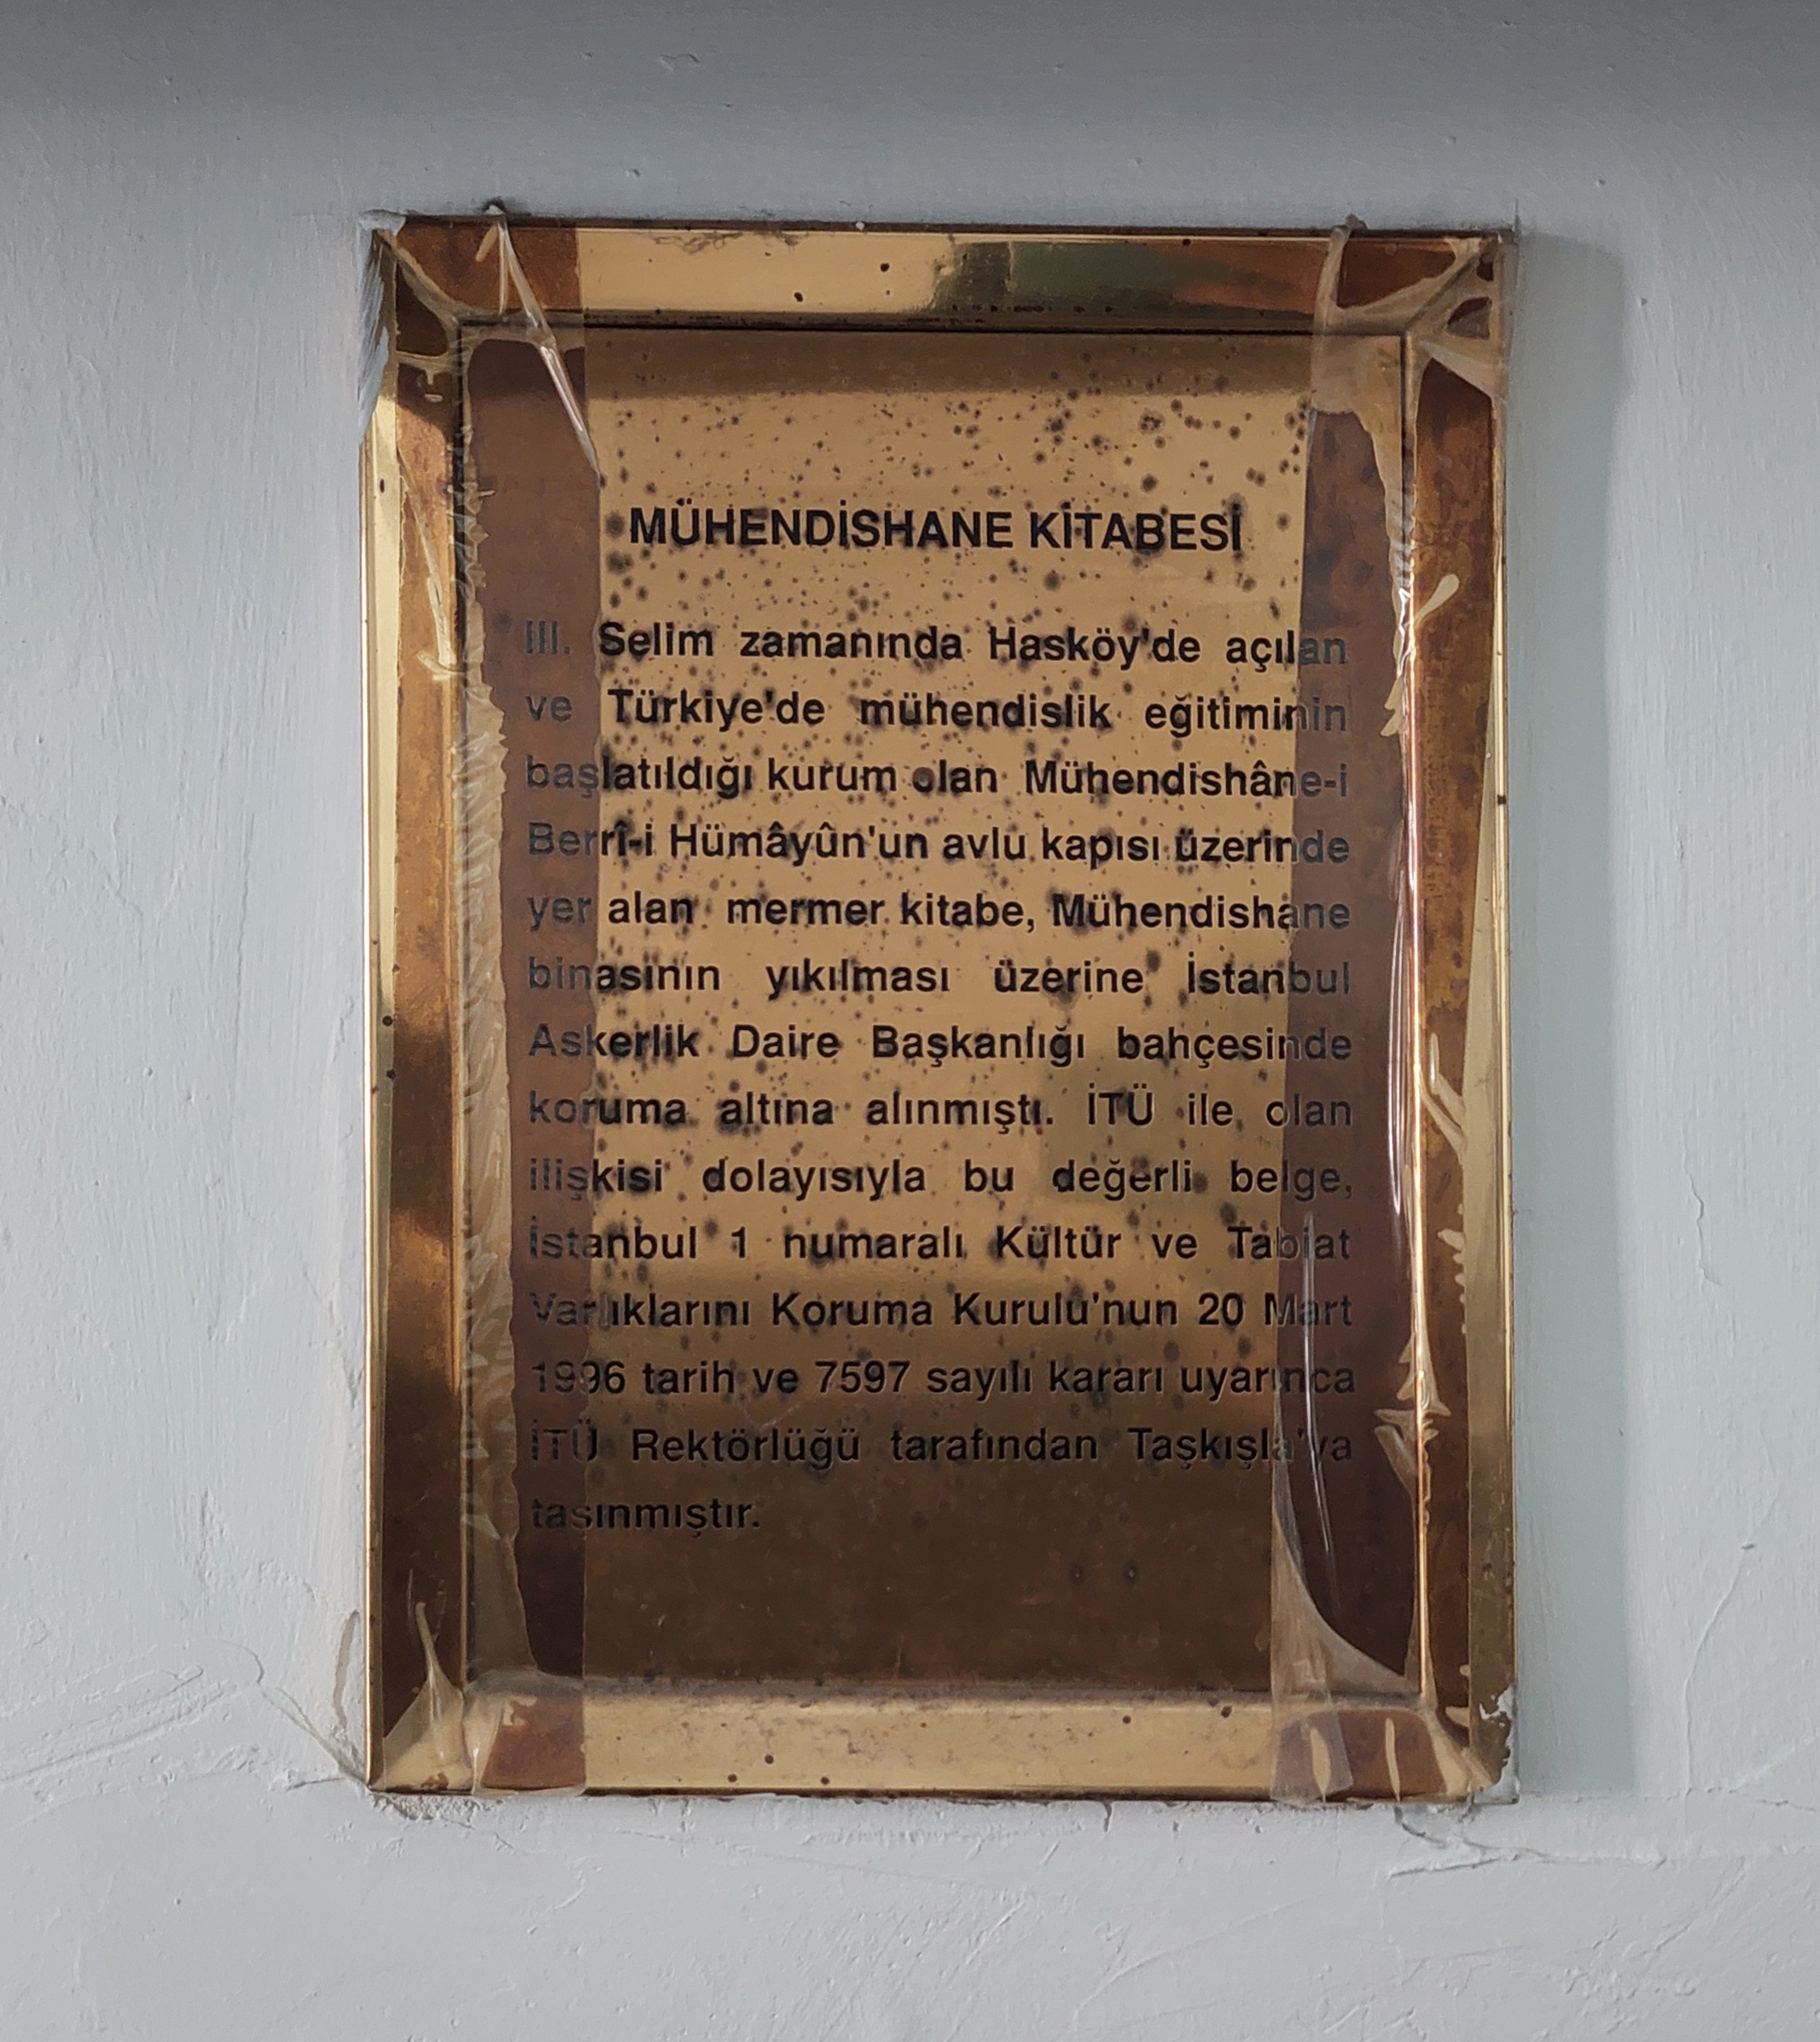 MÜHENDİSHANE KİTABESİ
III. Selim zamanında Hasköy'de açılan
ve Türkiye'de mühendislik eğitiminin
başlatıldığı kurum olan Mühendishâne-i
Berrî-i Hümâyûn'un avlu kapısı üzerinde
yer alan mermer kitabe, Mühendishane
binasının yıkılması üzerine İstanbul
Askerlik Daire Başkanlığı bahçesinde
koruma altına alınmıştı. İTÜ ile olan
ilişkisi dolayısıyla bu değerli belge,
İstanbul 1 numaralı Kültür ve Tabiat
Varlıklarını Koruma Kurulu'nun 20 Mart
1996 tarih ve 7597 sayılı kararı uyarınca
İTÜ Rektörlüğü tarafından Taşkışla'ya
taşınmıştır.